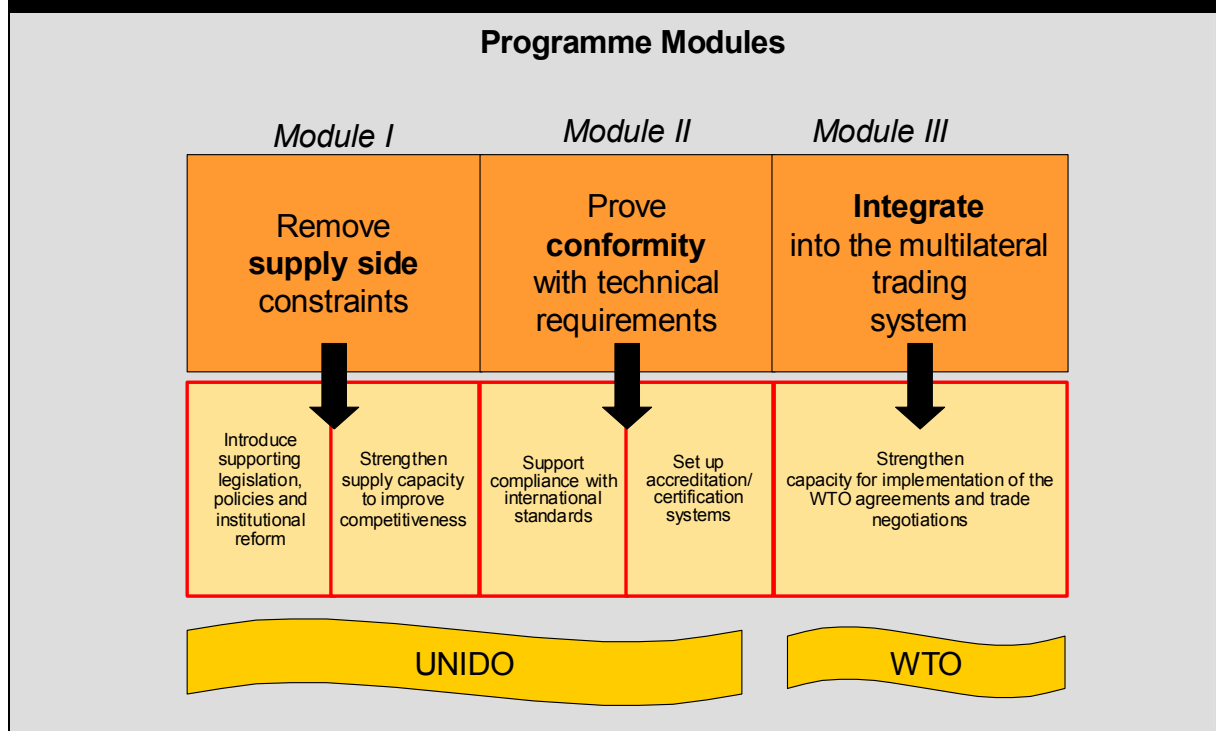 Programme Modules
Module I
Module II
Module III
Remove
supply side
constraints
Prove
conformity
with technical
requirements
Integrate
into the multilateral
trading
system
Introduce
supporting
legislation,
policies and
institutional
reform
Strengthen
supply capacity
to improve
competitiveness
Support
compliance with
international
standards
Set up
accreditation/
certification
systems
Strengthen
capacity for implementation of the
WTO agreements and trade
negotiations
UNIDO
WTO